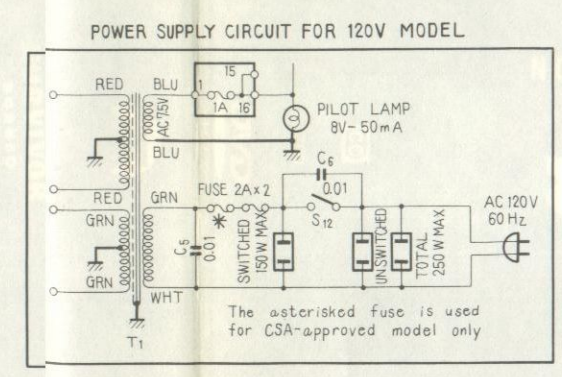 POWER SUPPLY CIRCUIT FOR 120V MODEL
RED
BLU
1
15
1A
16
AC 7.5V
PILOT LAMP
8V-50mA
BLU
RED
GRN
FUSE 2A x 2
*
C6
0.01
S12
AC 120V
60 Hz
GRN
C6
0.01
SWITCHED
150 W MAX
UNSWITCHED
TOTAL
250 W MAX
GRN
WHT
T1
The asterisked fuse is used
for CSA-approved model only